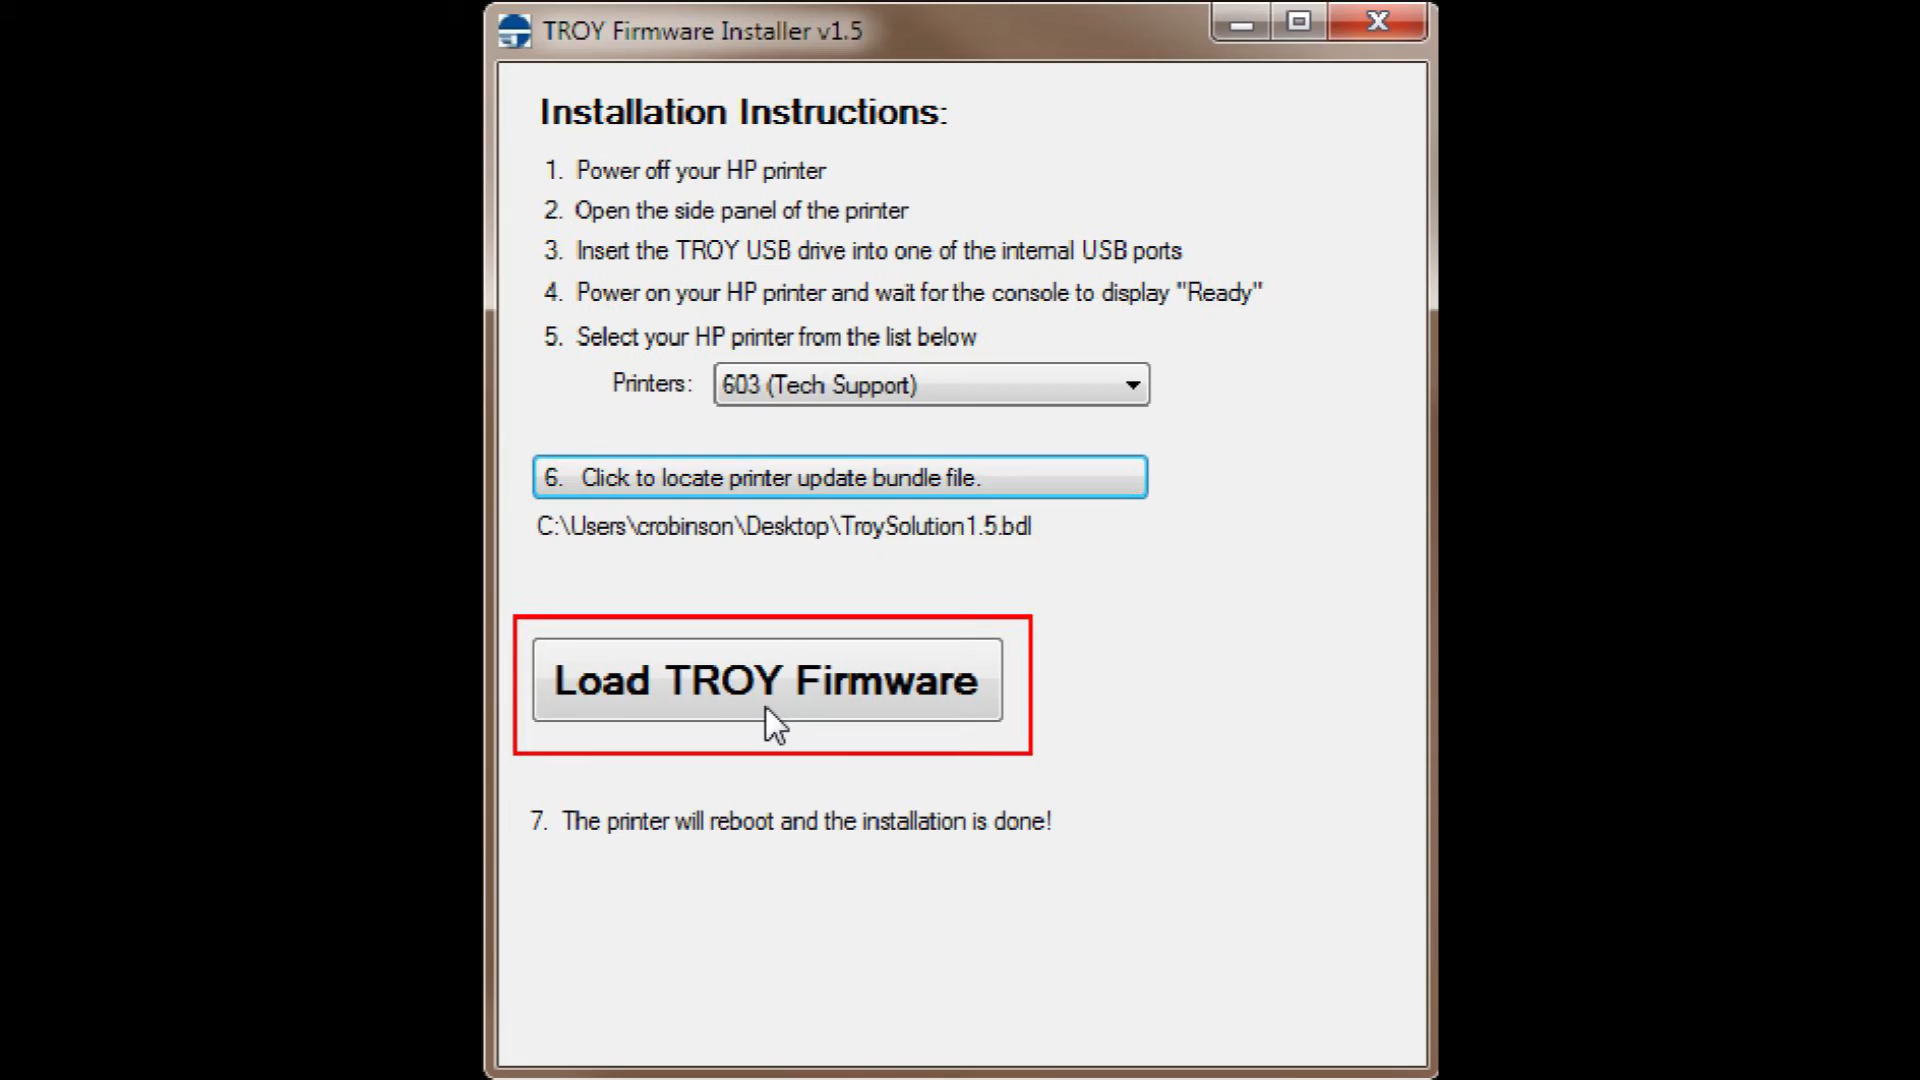 TROY Firmware Installer v1.5
Installation Instructions:
1. Power off your HP printer
2. Open the side panel of the printer
3. Insert the TROY USB drive into one of the internal USB ports
4. Power on your HP printer and wait for the console to display "Ready"
5. Select your HP printer from the list below
Printers: 603 (Tech Support)
6. Click to locate printer update bundle file.
C:\Users\crobinson\Desktop\TroySolution1.5.bdl
Load TROY Firmware
7. The printer will reboot and the installation is done!